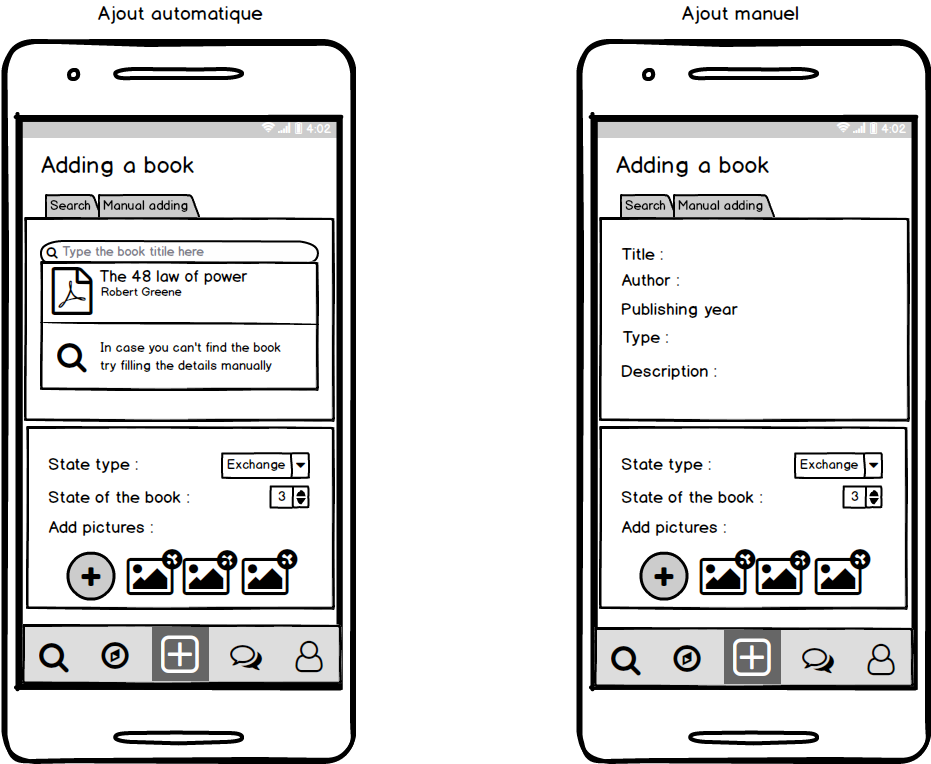 Ajout automatique
4:02
Adding a book
Search
Manual adding
Type the book titile here
The 48 law of power
Robert Greene
In case you can't find the book
try filling the details manually
State type :
Exchange
State of the book :
3
Add pictures :
Ajout manuel
4:02
Adding a book
Search
Manual adding
Title :
Author :
Publishing year
Type :
Description :
State type :
Exchange
State of the book :
3
Add pictures :